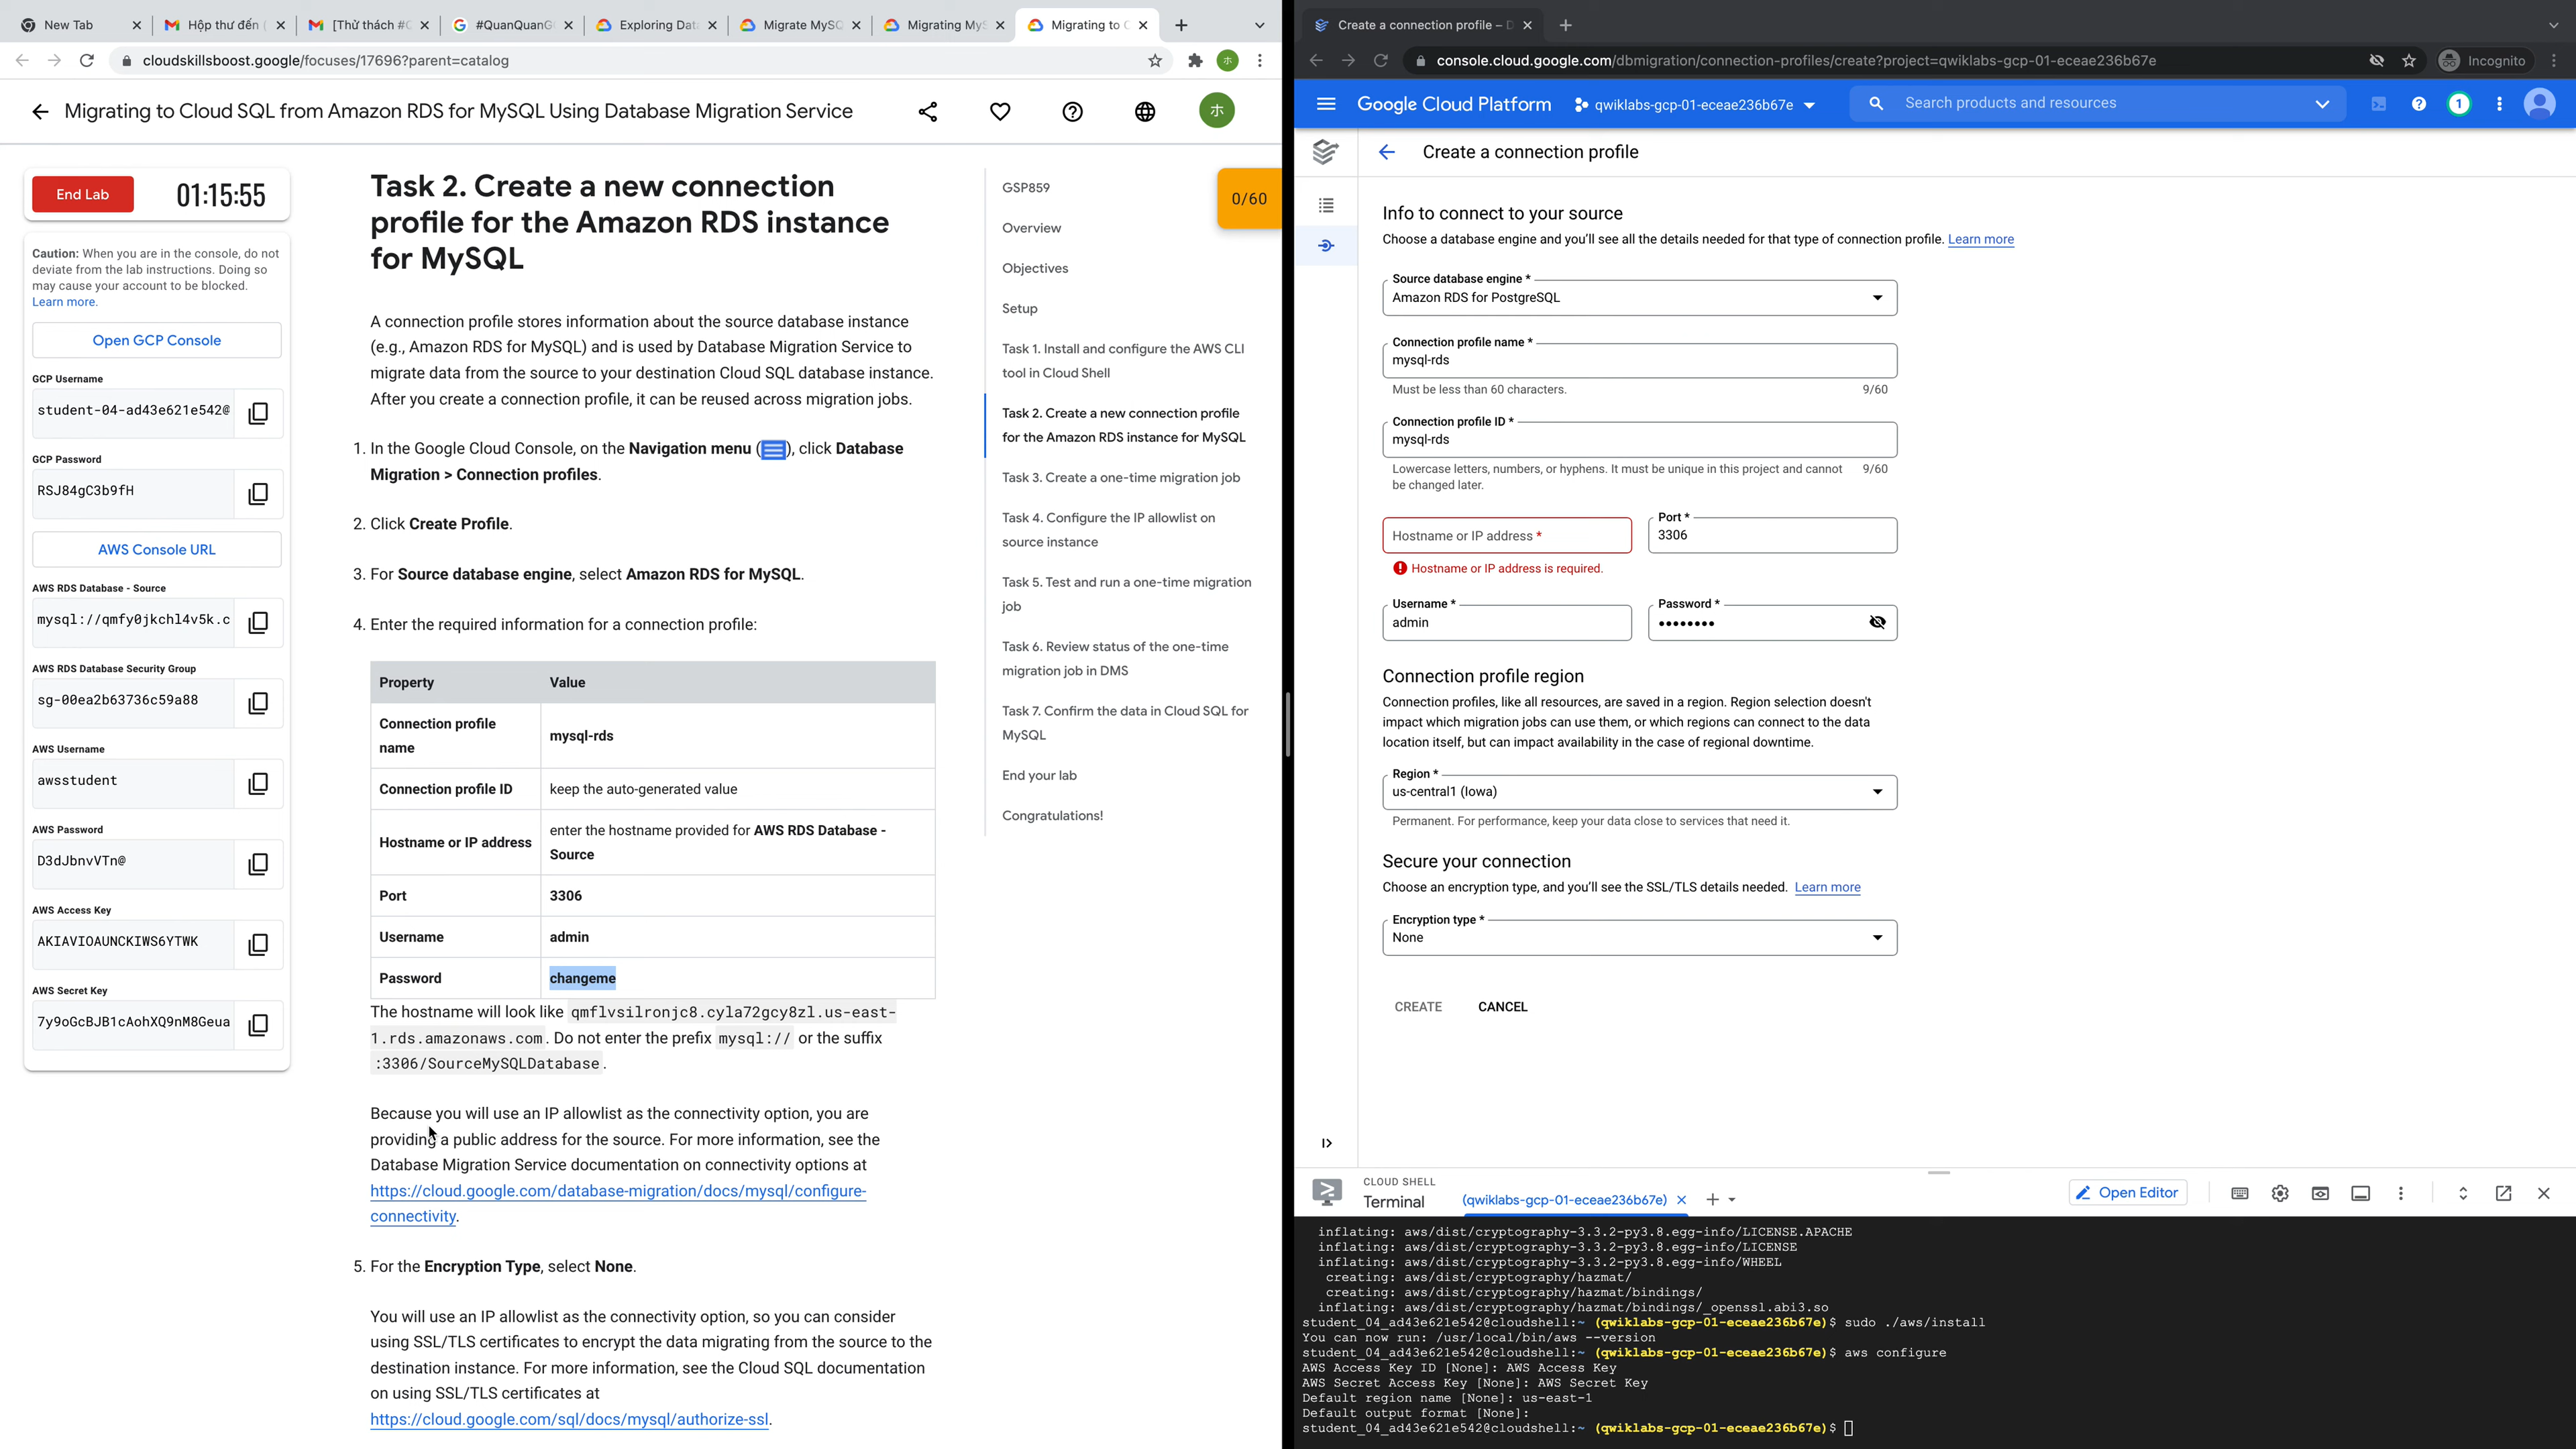 New Tab
Hộp thư đến (
[Thử thách #Q
#QuanQuanG
Exploring Dat
Migrate MySQ
Migrating MyS
Migrating to C
cloudskillsboost.google/focuses/17696?parent=catalog
Migrating to Cloud SQL from Amazon RDS for MySQL Using Database Migration Service
ホ
End Lab
01:15:55
Caution: When you are in the console, do not
deviate from the lab instructions. Doing so
may cause your account to be blocked.
Learn more.
Open GCP Console
GCP Username
student-04-ad43e621e542@
GCP Password
RSJ84gC3b9fH
AWS Console URL
AWS RDS Database - Source
mysql://qmfy0jkchl4v5k.c
AWS RDS Database Security Group
sg-00ea2b63736c59a88
AWS Username
awsstudent
AWS Password
D3dJbnvVTn@
AWS Access Key
AKIAVIOAUNCKIWS6YTWK
AWS Secret Key
7y9oGcBJB1cAohXQ9nM8Geua
Task 2. Create a new connection
profile for the Amazon RDS instance
for MySQL
A connection profile stores information about the source database instance
(e.g., Amazon RDS for MySQL) and is used by Database Migration Service to
migrate data from the source to your destination Cloud SQL database instance.
After you create a connection profile, it can be reused across migration jobs.
1. In the Google Cloud Console, on the Navigation menu ( ), click Database
Migration > Connection profiles.
2. Click Create Profile.
3. For Source database engine, select Amazon RDS for MySQL.
4. Enter the required information for a connection profile:
Property Value
Connection profile
name
mysql-rds
Connection profile ID keep the auto-generated value
Hostname or IP address
enter the hostname provided for AWS RDS Database -
Source
Port 3306
Username admin
Password changeme
The hostname will look like qmflvsilronjc8.cyla72gcy8zl.us-east-
1.rds.amazonaws.com. Do not enter the prefix mysql:// or the suffix
:3306/SourceMySQLDatabase.
Because you will use an IP allowlist as the connectivity option, you are
providing a public address for the source. For more information, see the
Database Migration Service documentation on connectivity options at
https://cloud.google.com/database-migration/docs/mysql/configure-
connectivity.
5. For the Encryption Type, select None.
You will use an IP allowlist as the connectivity option, so you can consider
using SSL/TLS certificates to encrypt the data migrating from the source to the
destination instance. For more information, see the Cloud SQL documentation
on using SSL/TLS certificates at
https://cloud.google.com/sql/docs/mysql/authorize-ssl.
0/60
GSP859
Overview
Objectives
Setup
Task 1. Install and configure the AWS CLI
tool in Cloud Shell
Task 2. Create a new connection profile
for the Amazon RDS instance for MySQL
Task 3. Create a one-time migration job
Task 4. Configure the IP allowlist on
source instance
Task 5. Test and run a one-time migration
job
Task 6. Review status of the one-time
migration job in DMS
Task 7. Confirm the data in Cloud SQL for
MySQL
End your lab
Congratulations!
Create a connection profile – D
console.cloud.google.com/dbmigration/connection-profiles/create?project=qwiklabs-gcp-01-eceae236b67e
Incognito
Google Cloud Platform
qwiklabs-gcp-01-eceae236b67e
Search products and resources
1
Create a connection profile
Info to connect to your source
Choose a database engine and you'll see all the details needed for that type of connection profile. Learn more
Source database engine *
Amazon RDS for PostgreSQL
Connection profile name *
mysql-rds
Must be less than 60 characters. 9/60
Connection profile ID *
mysql-rds
Lowercase letters, numbers, or hyphens. It must be unique in this project and cannot 9/60
be changed later.
Hostname or IP address *
Hostname or IP address is required.
Port *
3306
Username *
admin
Password *
••••••••
Connection profile region
Connection profiles, like all resources, are saved in a region. Region selection doesn't
impact which migration jobs can use them, or which regions can connect to the data
location itself, but can impact availability in the case of regional downtime.
Region *
us-central1 (Iowa)
Permanent. For performance, keep your data close to services that need it.
Secure your connection
Choose an encryption type, and you'll see the SSL/TLS details needed. Learn more
Encryption type *
None
CREATE CANCEL
CLOUD SHELL
Terminal
(qwiklabs-gcp-01-eceae236b67e)
Open Editor
inflating: aws/dist/cryptography-3.3.2-py3.8.egg-info/LICENSE.APACHE
inflating: aws/dist/cryptography-3.3.2-py3.8.egg-info/LICENSE
inflating: aws/dist/cryptography-3.3.2-py3.8.egg-info/WHEEL
creating: aws/dist/cryptography/hazmat/
creating: aws/dist/cryptography/hazmat/bindings/
inflating: aws/dist/cryptography/hazmat/bindings/_openssl.abi3.so
student_04_ad43e621e542@cloudshell:~ (qwiklabs-gcp-01-eceae236b67e)$ sudo ./aws/install
You can now run: /usr/local/bin/aws --version
student_04_ad43e621e542@cloudshell:~ (qwiklabs-gcp-01-eceae236b67e)$ aws configure
AWS Access Key ID [None]: AWS Access Key
AWS Secret Access Key [None]: AWS Secret Key
Default region name [None]: us-east-1
Default output format [None]:
student_04_ad43e621e542@cloudshell:~ (qwiklabs-gcp-01-eceae236b67e)$